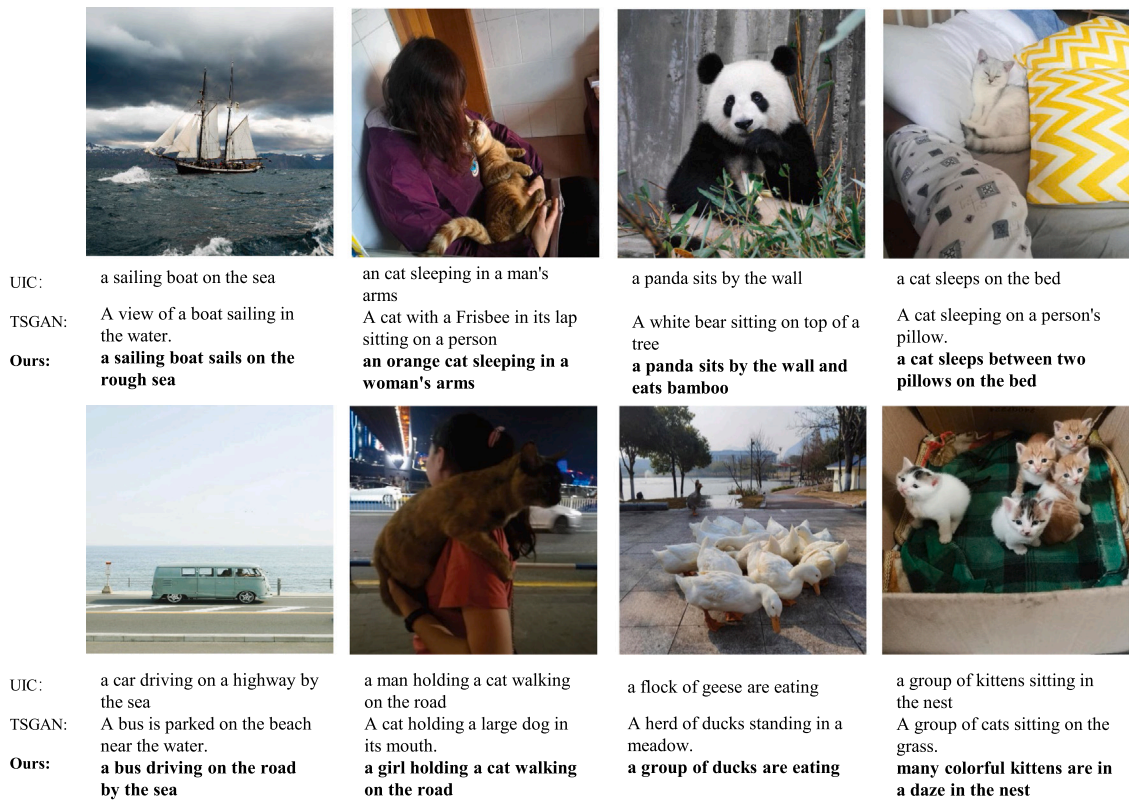 UIC:
a sailing boat on the sea
an cat sleeping in a man's
arms
a panda sits by the wall
a cat sleeps on the bed
TSGAN:
A view of a boat sailing in
the water.
A cat with a Frisbee in its lap
sitting on a person
A white bear sitting on top of a
tree
A cat sleeping on a person's
pillow.
Ours:
a sailing boat sails on the
rough sea
an orange cat sleeping in a
woman's arms
a panda sits by the wall and
eats bamboo
a cat sleeps between two
pillows on the bed
UIC:
a car driving on a highway by
the sea
a man holding a cat walking
on the road
a flock of geese are eating
a group of kittens sitting in
the nest
TSGAN:
A bus is parked on the beach
near the water.
A cat holding a large dog in
its mouth.
A herd of ducks standing in a
meadow.
A group of cats sitting on the
grass.
Ours:
a bus driving on the road
by the sea
a girl holding a cat walking
on the road
a group of ducks are eating
many colorful kittens are in
a daze in the nest